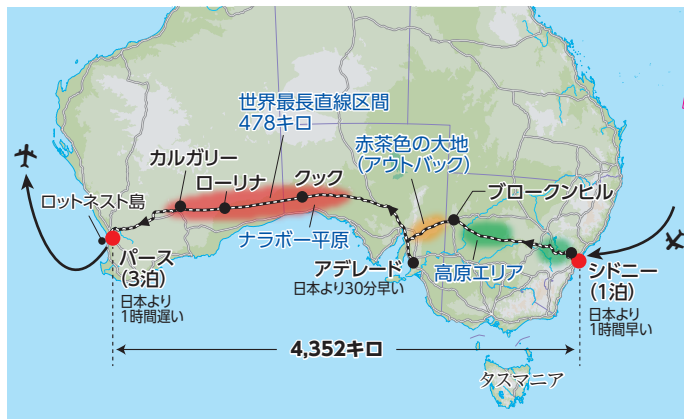 世界最長直線区間
478キロ
赤茶色の大地
(アウトバック)
カルガリー
ローリナ
クック
ブロークンヒル
ロットネスト島
ナラボー平原
パース
(3泊)
日本より
1時間遅い
アデレード
日本より30分早い
高原エリア
シドニー
(1泊)
日本より
1時間早い
4,352キロ
タスマニア